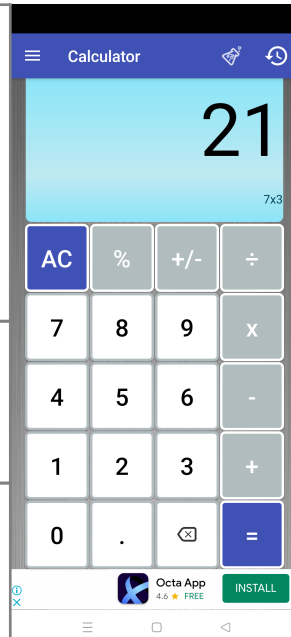 Calculator
21
7x3
AC % +/- ÷
7 8 9 x
4 5 6 -
1 2 3 +
0 . =
Octa App
4.6 ★ FREE
INSTALL